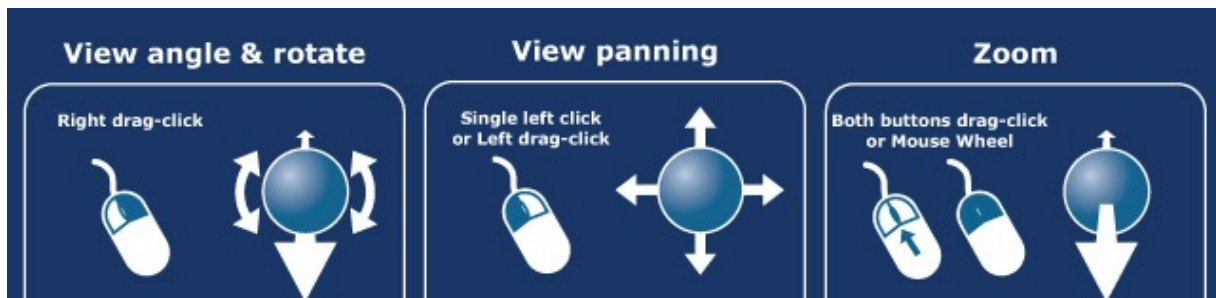 View angle & rotate
Right drag-click
View panning
Single left click
or Left drag-click
Zoom
Both buttons drag-click
or Mouse Wheel